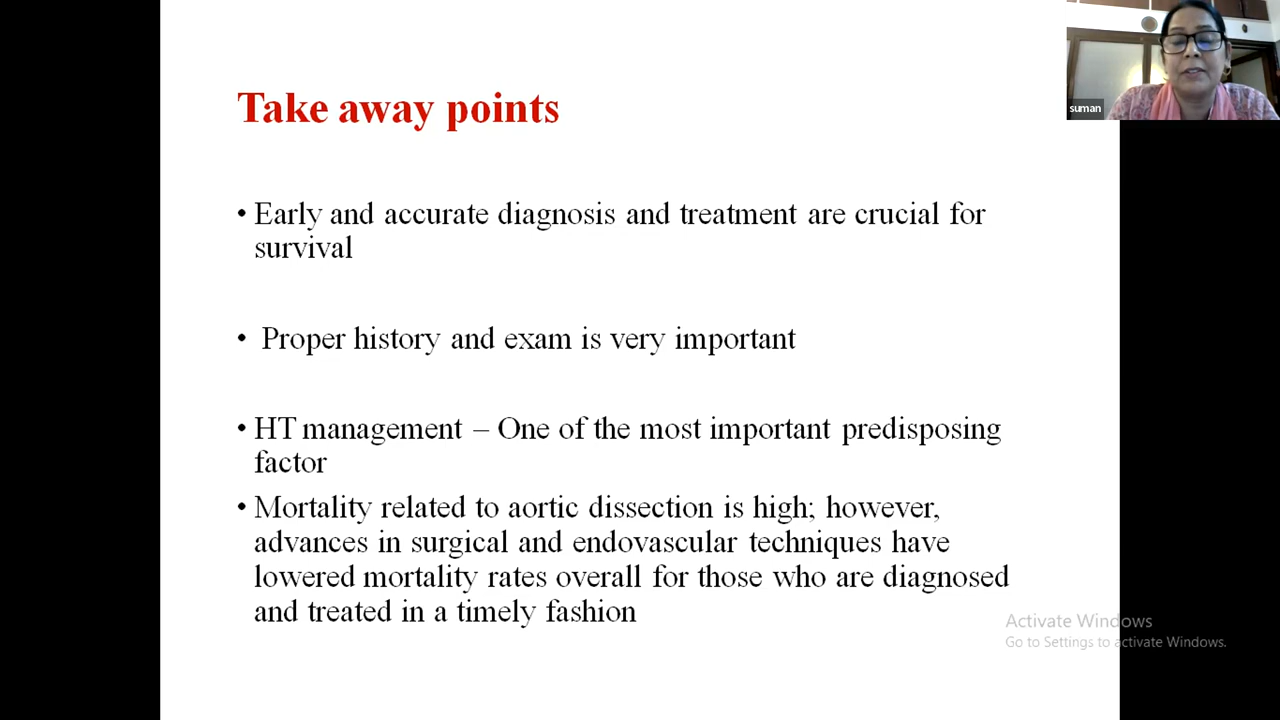 suman
Take away points
• Early and accurate diagnosis and treatment are crucial for
survival
• Proper history and exam is very important
• HT management – One of the most important predisposing
factor
• Mortality related to aortic dissection is high; however,
advances in surgical and endovascular techniques have
lowered mortality rates overall for those who are diagnosed
and treated in a timely fashion
Activate Windows
Go to Settings to activate Windows.